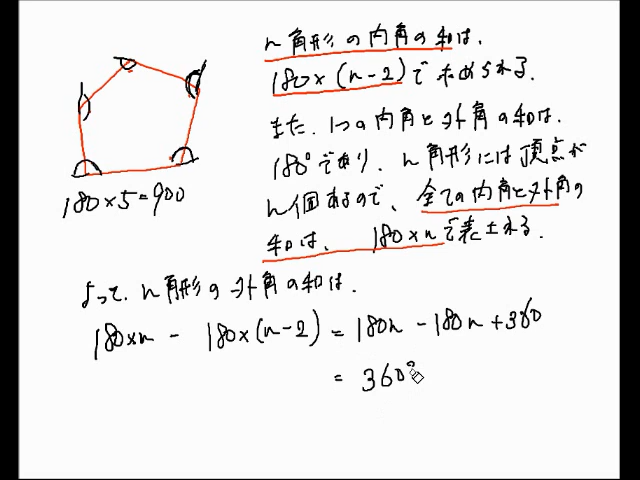 n角形の内角の和は、
180×(n-2)で求められる.
また、1つの内角と外角の和は、
180°であり、n角形には頂点が
n個あるので、全ての内角と外角の
和は、 180×nで表される.
180×5=900
よって、n角形の外角の和は、
180×n - 180×(n-2) = 180n - 180n + 360
= 360°